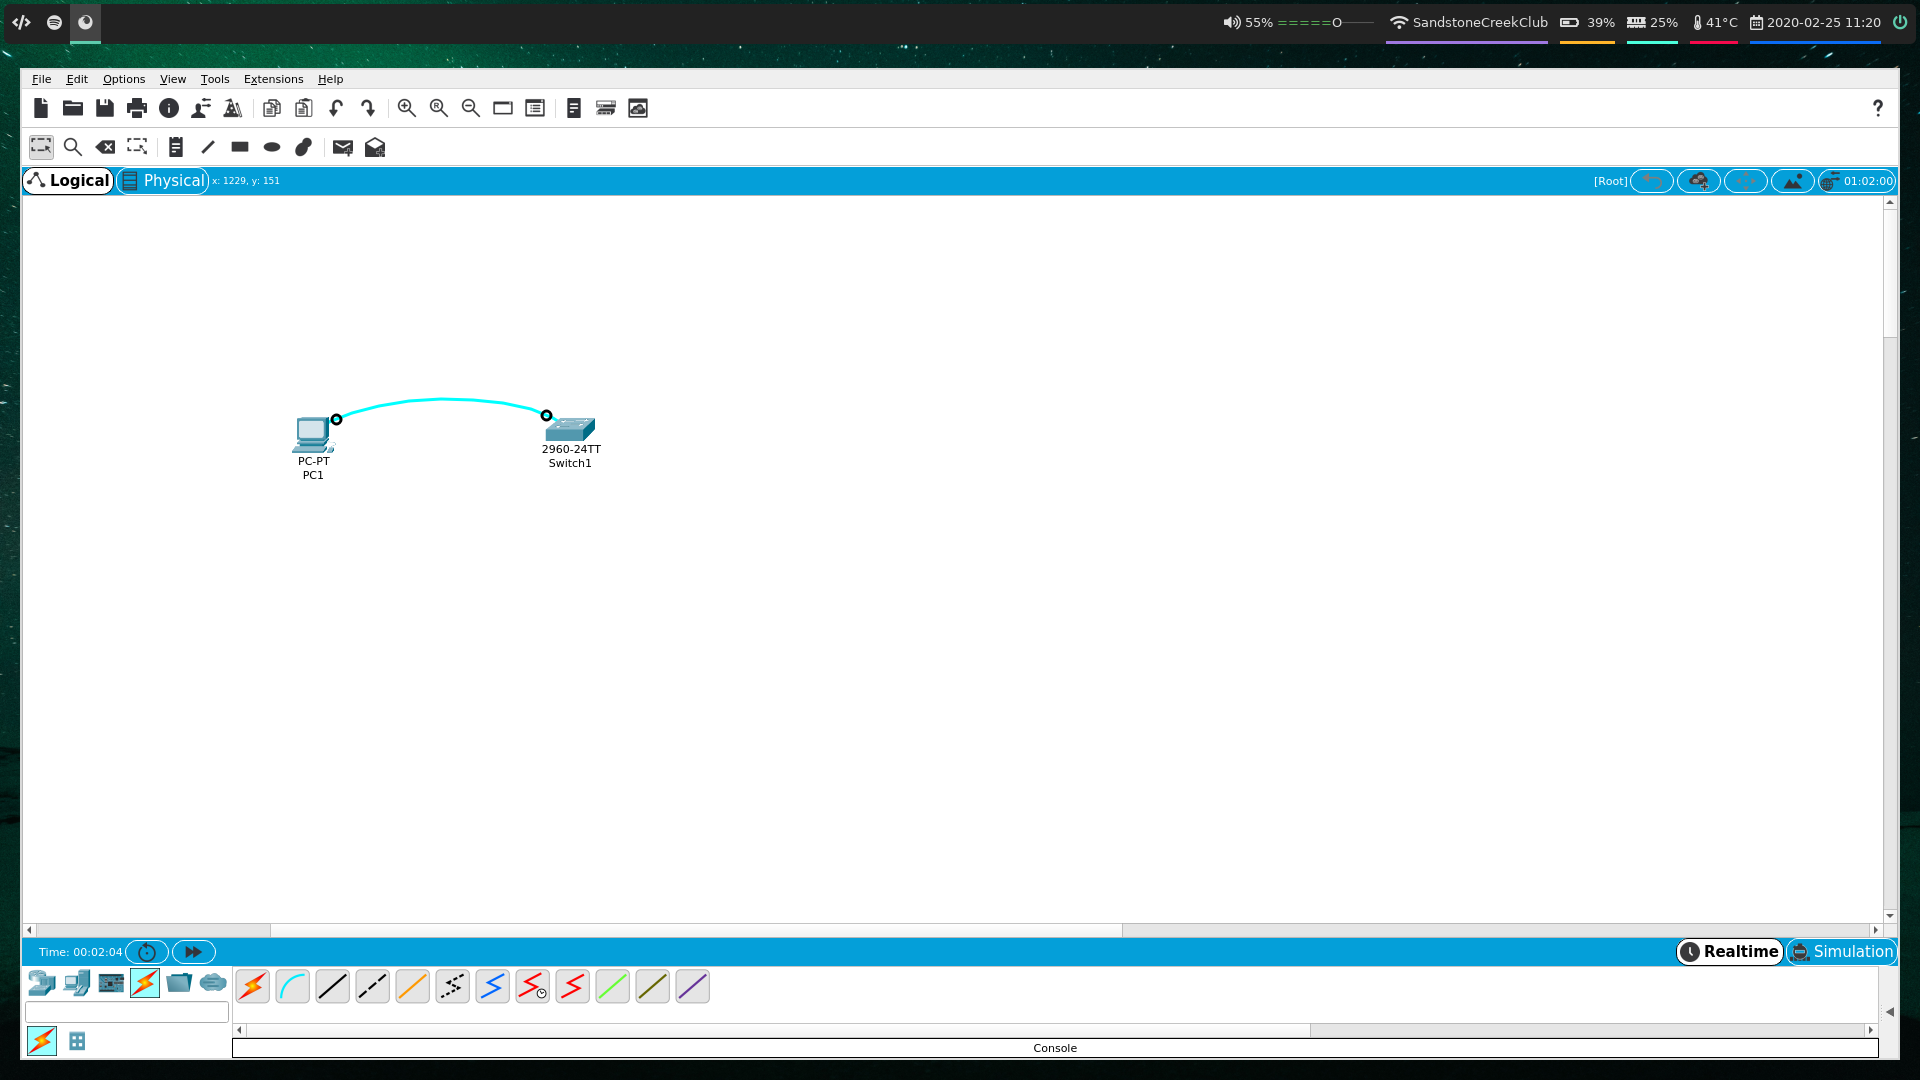 55% =====O
SandstoneCreekClub
39%
25%
41°C
2020-02-25 11:20
File Edit Options View Tools Extensions Help
?
Logical
Physical
x: 1229, y: 151
[Root]
01:02:00
PC-PT
PC1
2960-24TT
Switch1
Time: 00:02:04
Realtime
Simulation
Console